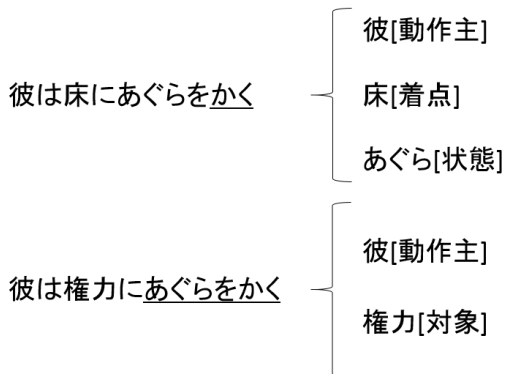 彼[動作主]
彼は床にあぐらをかく
床[着点]
あぐら[状態]
彼[動作主]
彼は権力にあぐらをかく
権力[対象]